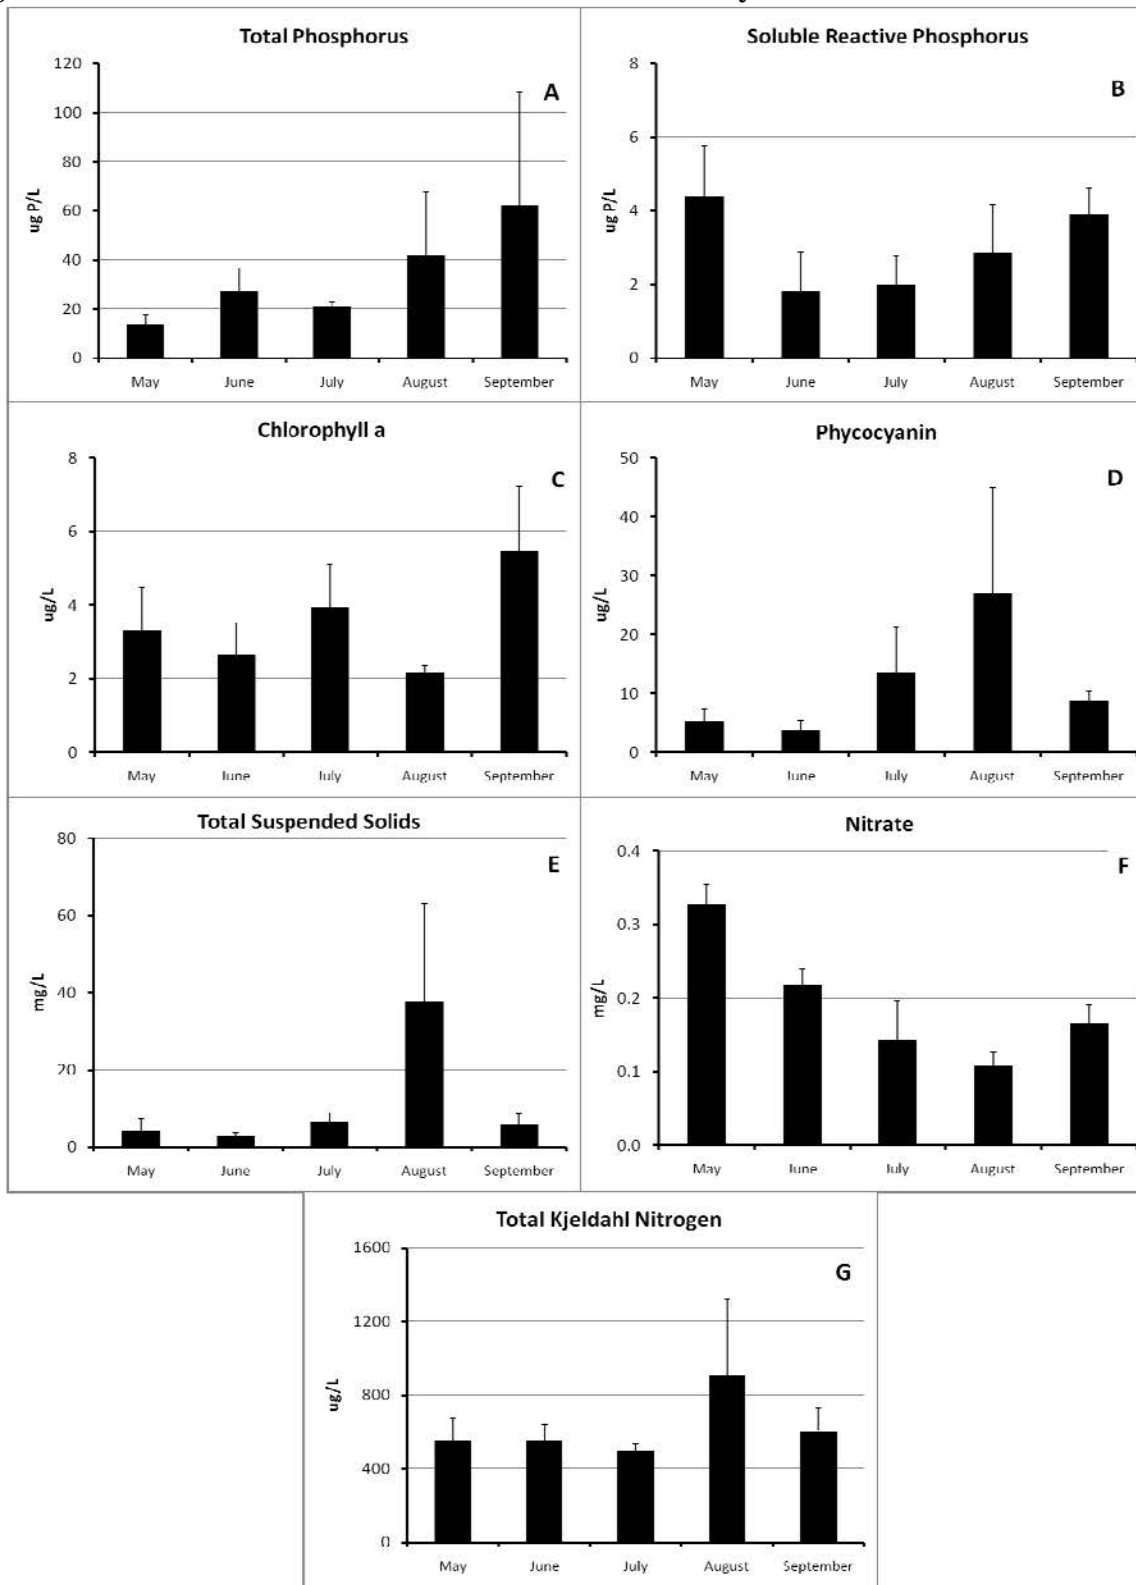 Total Phosphorus
A
120
100
80
60
40
20
0
ug P/L
May June July August September
Soluble Reactive Phosphorus
B
8
6
4
2
0
ug P/L
May June July August September
Chlorophyll a
C
8
6
4
2
0
ug/L
May June July August September
Phycocyanin
D
50
40
30
20
10
0
ug/L
May June July August September
Total Suspended Solids
E
80
60
40
20
0
mg/L
May June July August September
Nitrate
F
0.4
0.3
0.2
0.1
0.0
mg/L
May June July August September
Total Kjeldahl Nitrogen
G
1600
1200
800
400
0
ug/L
May June July August September